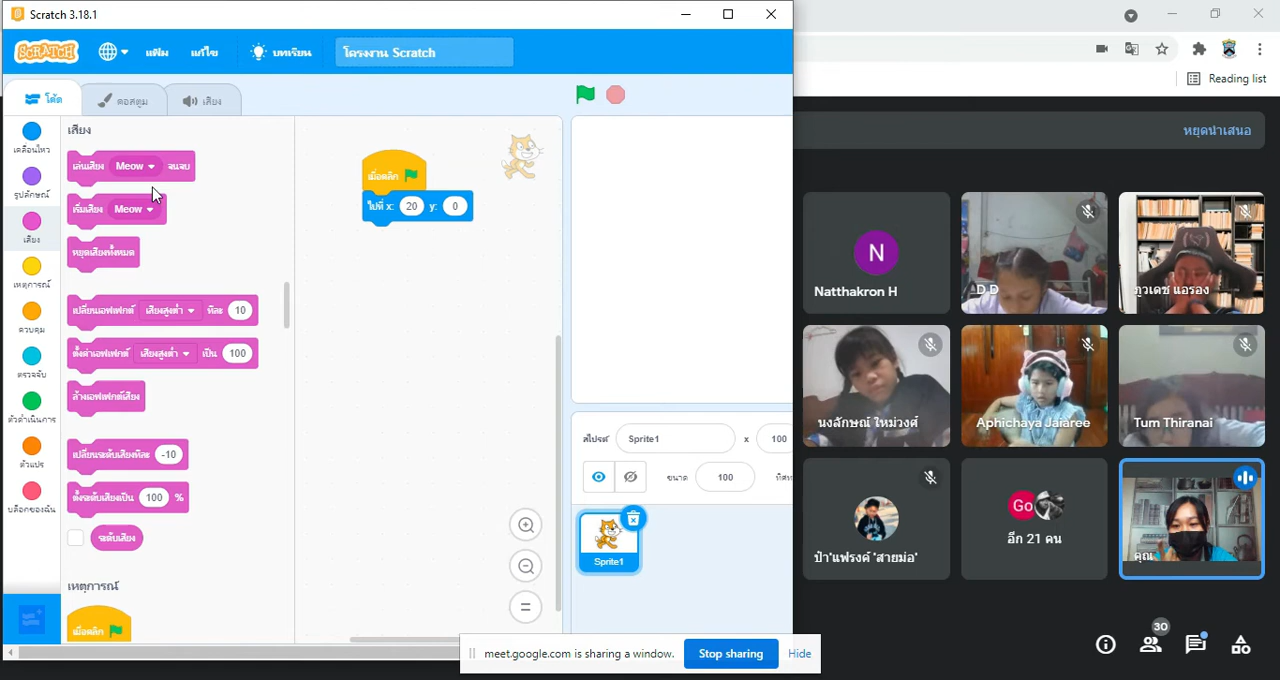 Scratch 3.18.1
SCRATCH
แฟ้ม
แก้ไข
บทเรียน
โครงงาน Scratch
Reading list
โค้ด
คอสตูม
เสียง
หยุดนำเสนอ
เคลื่อนไหว
รูปลักษณ์
เสียง
เหตุการณ์
ควบคุม
ตรวจจับ
ตัวดำเนินการ
ตัวแปร
บล็อกของฉัน
เสียง
เล่นเสียง Meow จนจบ
เริ่มเสียง Meow
หยุดเสียงทั้งหมด
เปลี่ยนเอฟเฟกต์ เสียงสูงต่ำ ทีละ 10
ตั้งค่าเอฟเฟกต์ เสียงสูงต่ำ เป็น 100
ล้างเอฟเฟกต์เสียง
เปลี่ยนระดับเสียงทีละ -10
ตั้งระดับเสียงเป็น 100 %
ระดับเสียง
เหตุการณ์
เมื่อคลิก
เมื่อคลิก
ไปที่ x: 20 y: 0
สไปรต์ Sprite1 x 100
ขนาด 100 ทิศท
Sprite1
N
Natthakron H
D D
ภูวเดช แอรอง
นงลักษณ์ ใหม่วงศ์
Aphichaya Jaiaree
Tum Thiranai
ป๋า'แฟรงค์ 'สายม่อ'
Go
อีก 21 คน
คุณ
30
meet.google.com is sharing a window.
Stop sharing
Hide